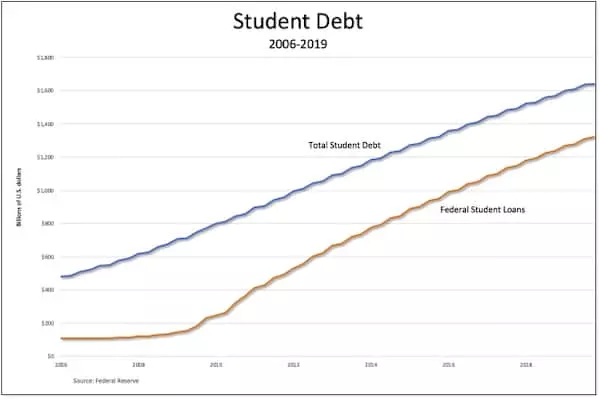 Student Debt
2006-2019
$1,800
$1,600
$1,400
$1,200
$1,000
$800
$600
$400
$200
$0
Billions of U.S. dollars
Total Student Debt
Federal Student Loans
2006 2008 2010 2012 2014 2016 2018
Source: Federal Reserve